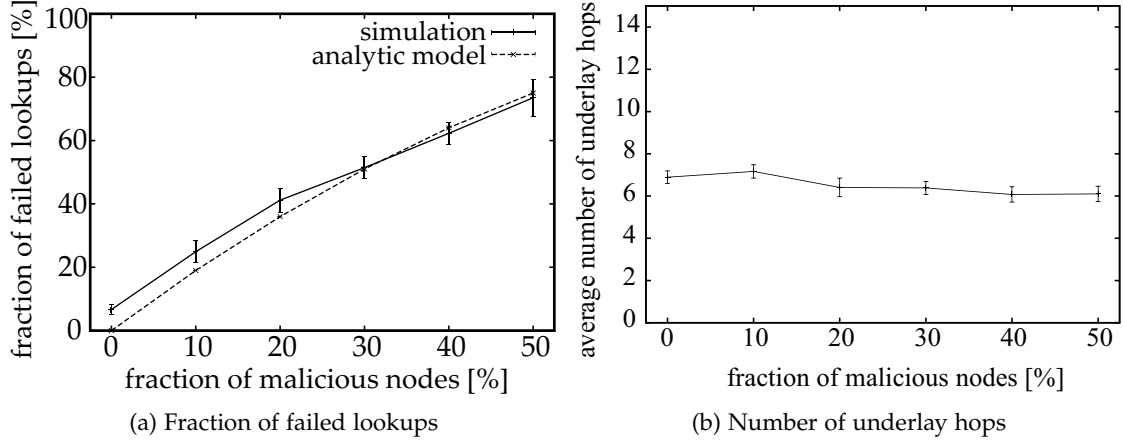 fraction of failed lookups [%]
100
80
60
40
20
0
simulation
analytic model
0 10 20 30 40 50
fraction of malicious nodes [%]
(a) Fraction of failed lookups
average number of underlay hops
14
12
10
8
6
4
2
0
0 10 20 30 40 50
fraction of malicious nodes [%]
(b) Number of underlay hops